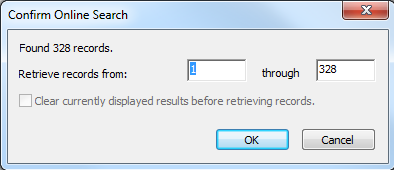 Confirm Online Search
Found 328 records.
Retrieve records from: 1 through 328
Clear currently displayed results before retrieving records.
OK Cancel